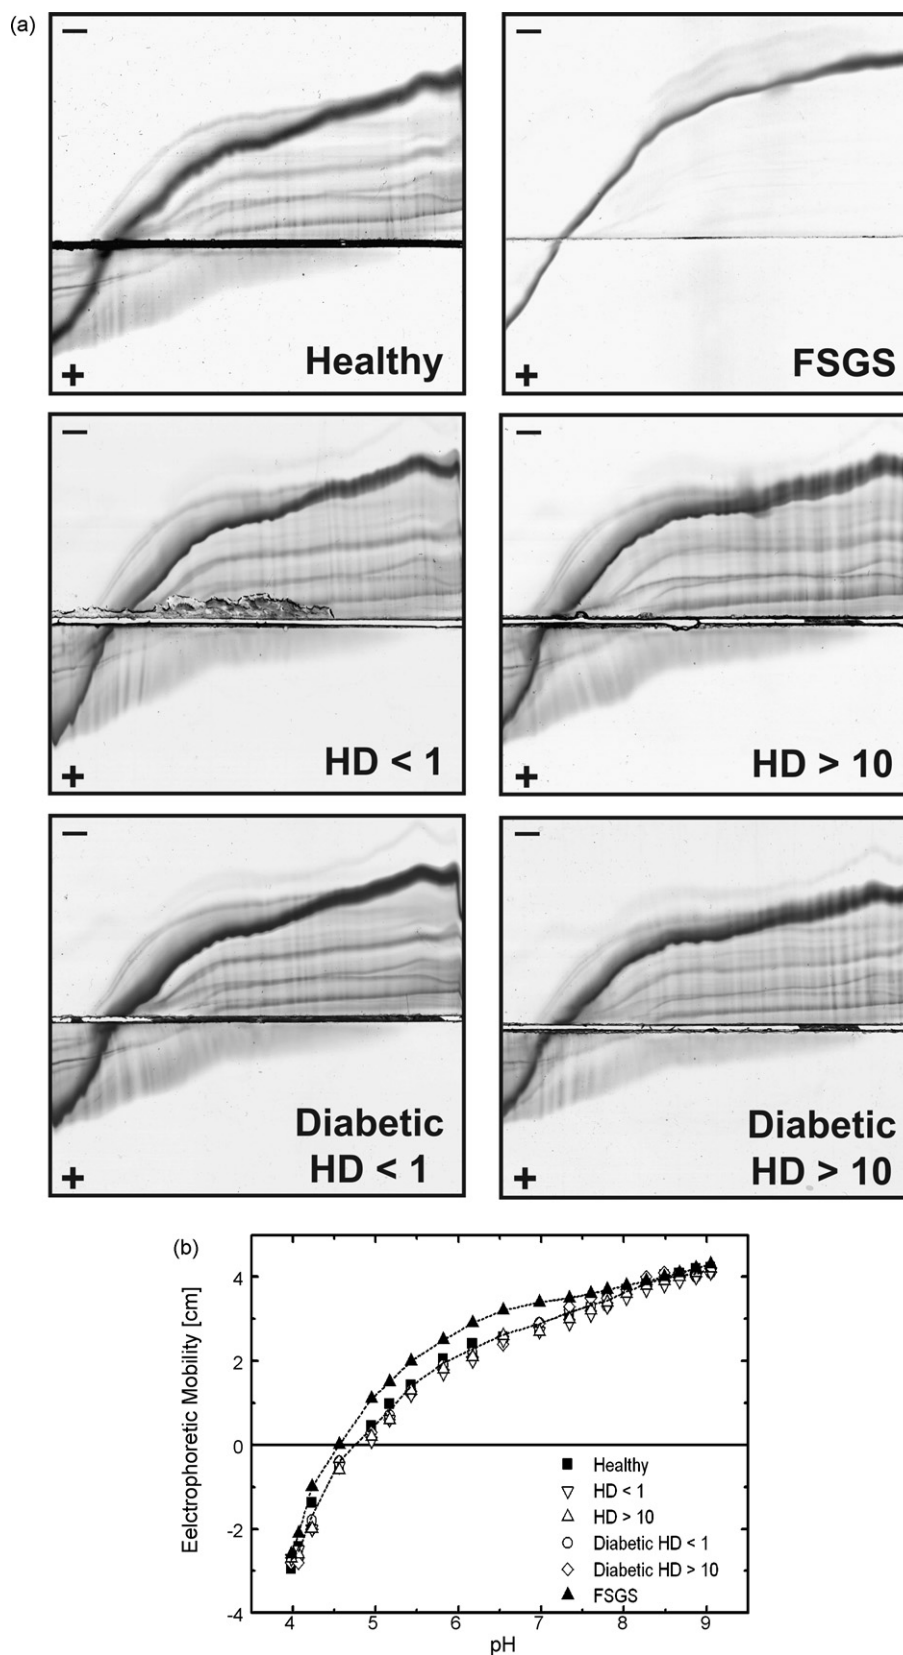 (a)
− −
+ Healthy + FSGS
− −
+ HD < 1 + HD > 10
− −
Diabetic Diabetic
+ HD < 1 + HD > 10
(b)
Eelctrophoretic Mobility [cm]
4
2
0
-2
-4
Healthy
HD < 1
HD > 10
Diabetic HD < 1
Diabetic HD > 10
FSGS
4 5 6 7 8 9
pH